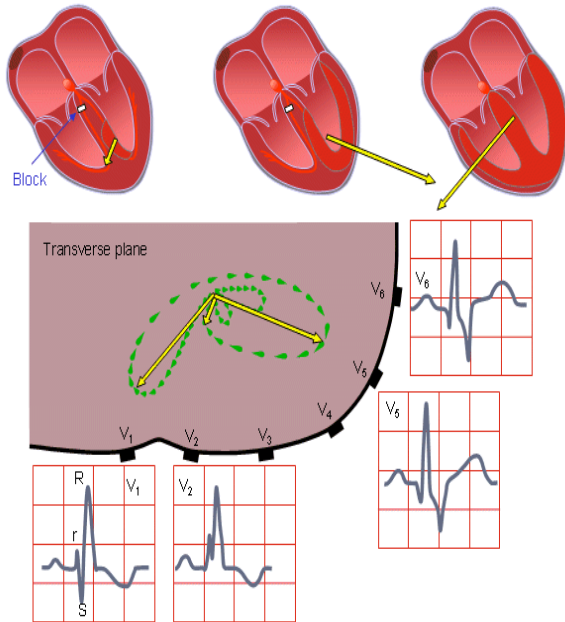 Block
Transverse plane
V6
V6
V5
V5
V4
V1
V2
V3
R
V1
V2
r
S